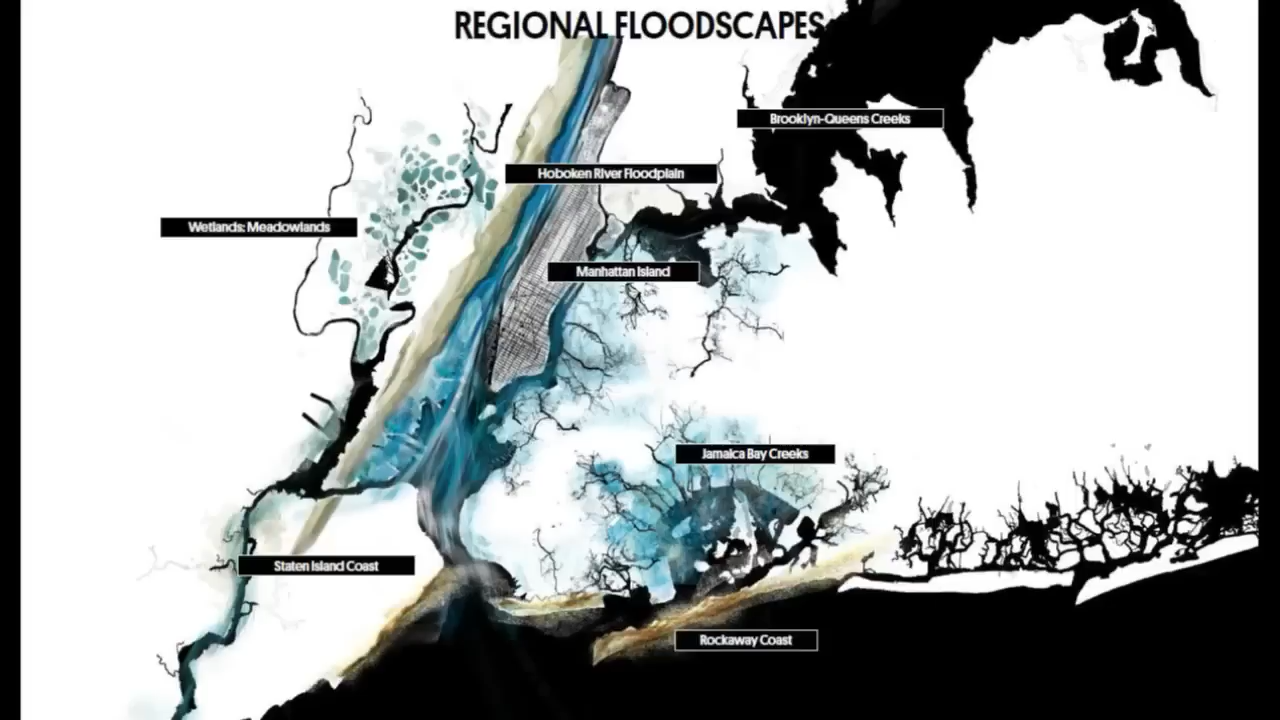 REGIONAL FLOODSCAPES
Brooklyn-Queens Creeks
Hoboken River Floodplain
Wetlands: Meadowlands
Manhattan Island
Jamaica Bay Creeks
Staten Island Coast
Rockaway Coast